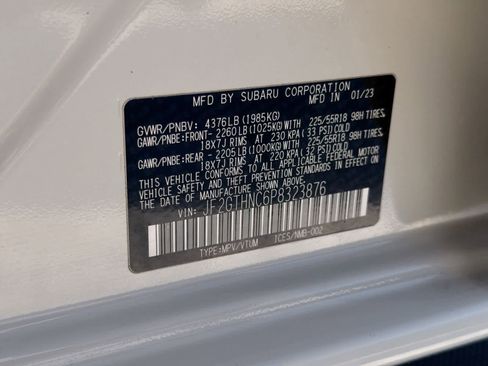 MFD BY SUBARU CORPORATION
MFD IN 01/23
GVWR/PNBV: 4376LB (1985KG)
GAWR/PNBE:FRONT- 2260LB (1025KG) WITH 225/55R18 98H TIRES,
18X7J RIMS AT 230 KPA (33 PSI) COLD
GAWR/PNBE:REAR - 2205LB (1000KG) WITH 225/55R18 98H TIRES,
18X7J RIMS AT 220 KPA (32 PSI) COLD
THIS VEHICLE CONFORMS TO ALL APPLICABLE FEDERAL MOTOR
VEHICLE SAFETY STANDARDS IN EFFECT ON THE DATE OF
MANUFACTURE SHOWN ABOVE.
VIN: JF2GTHNC6P8323876
TYPE:MPV/VTUM ICES/NMB-002